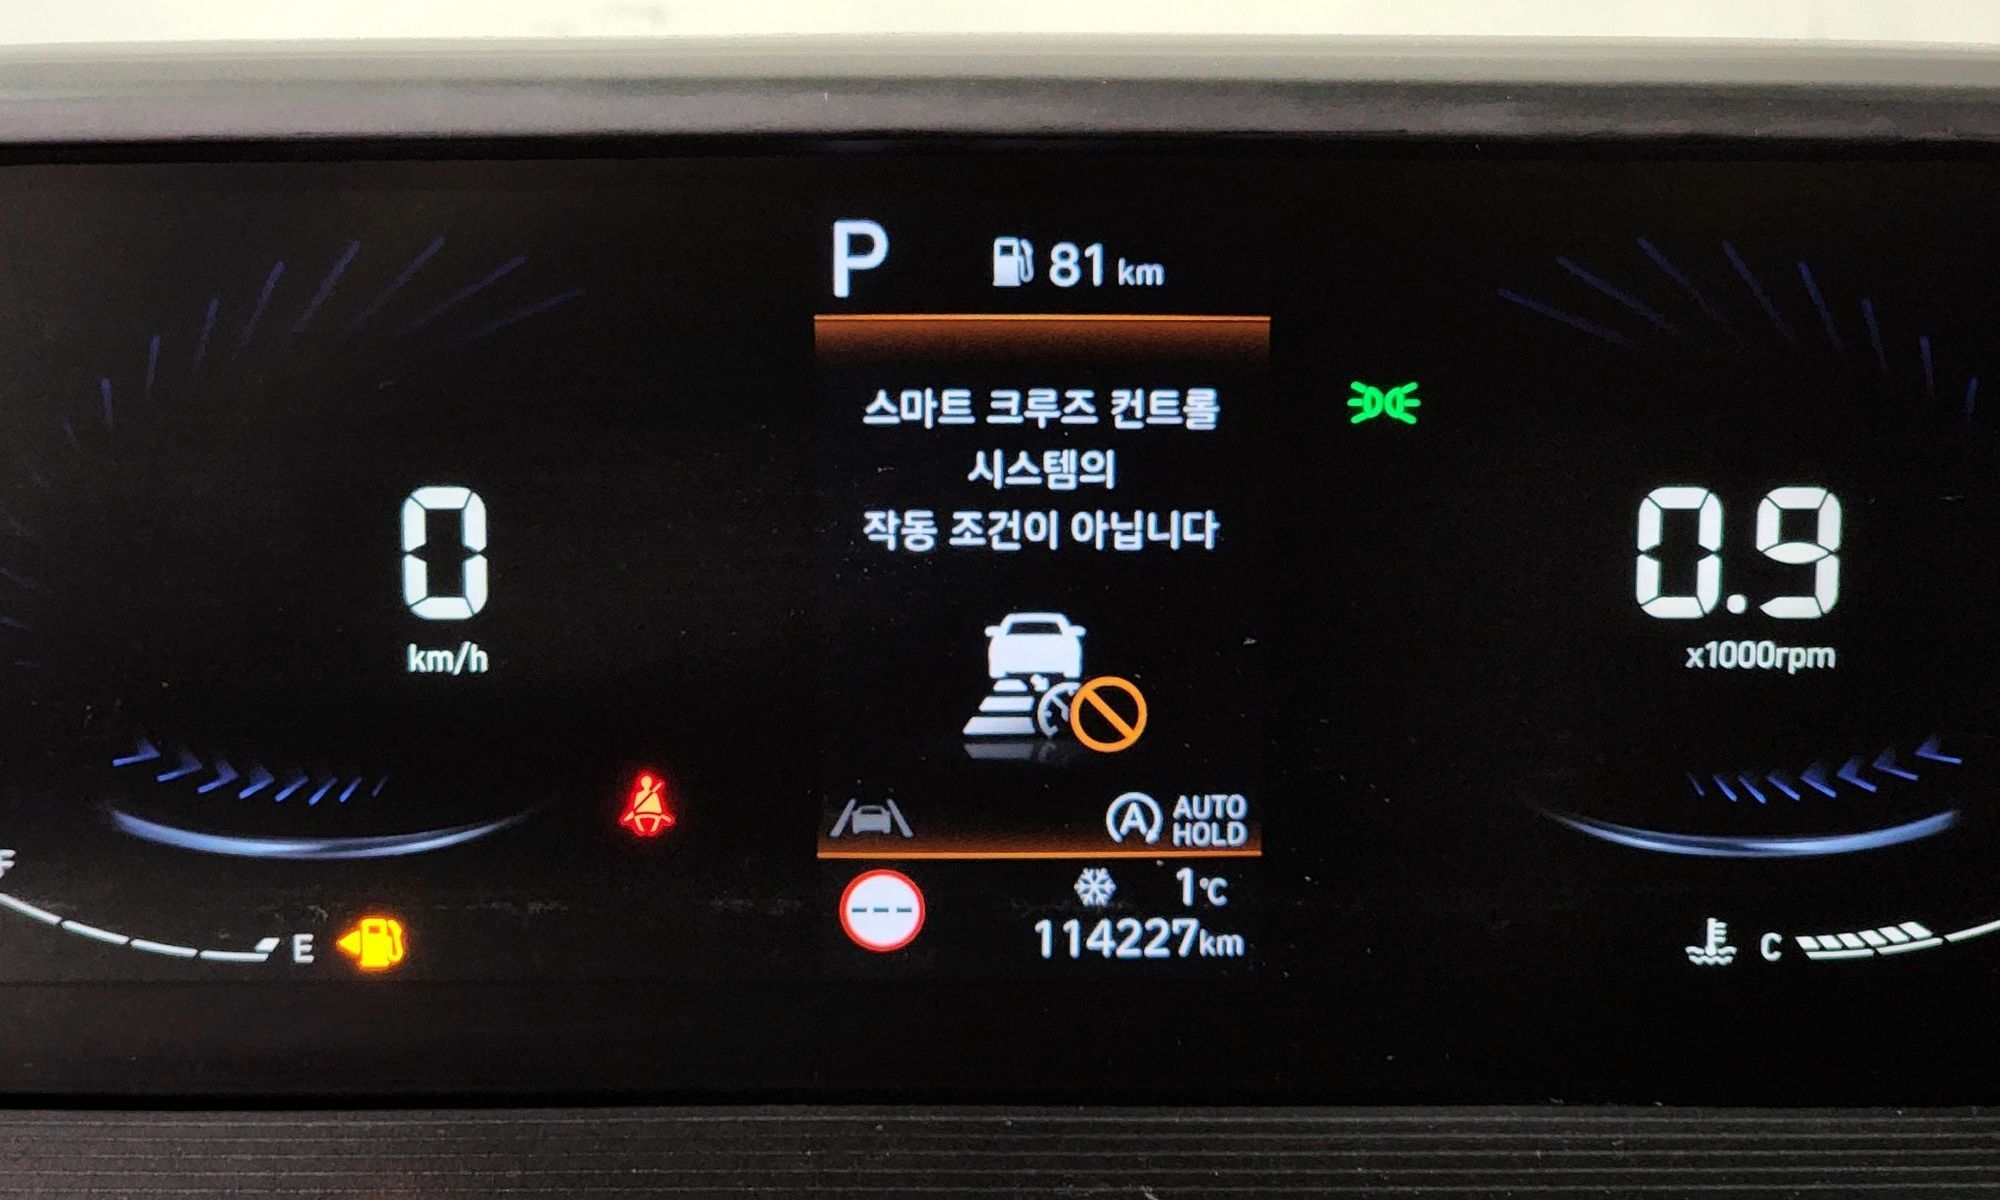 P 81 km
스마트 크루즈 컨트롤
시스템의
작동 조건이 아닙니다
0
km/h
0.9
x1000rpm
A AUTO
HOLD
F
E
---
1℃
114227km
C